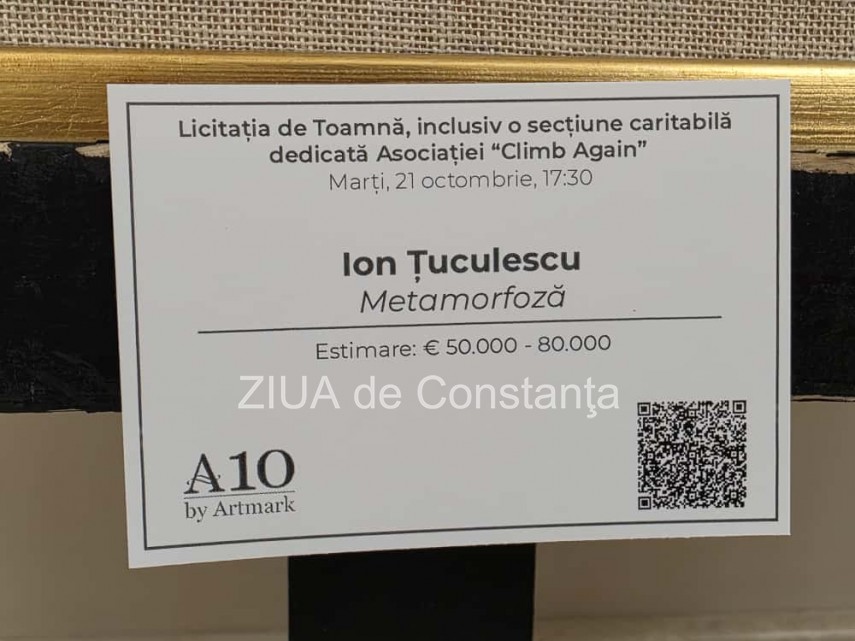 Licitația de Toamnă, inclusiv o secțiune caritabilă
dedicată Asociației “Climb Again”
Marți, 21 octombrie, 17:30
Ion Țuculescu
Metamorfoză
Estimare: € 50.000 - 80.000
ZIUA de Constanţa
A10
by Artmark